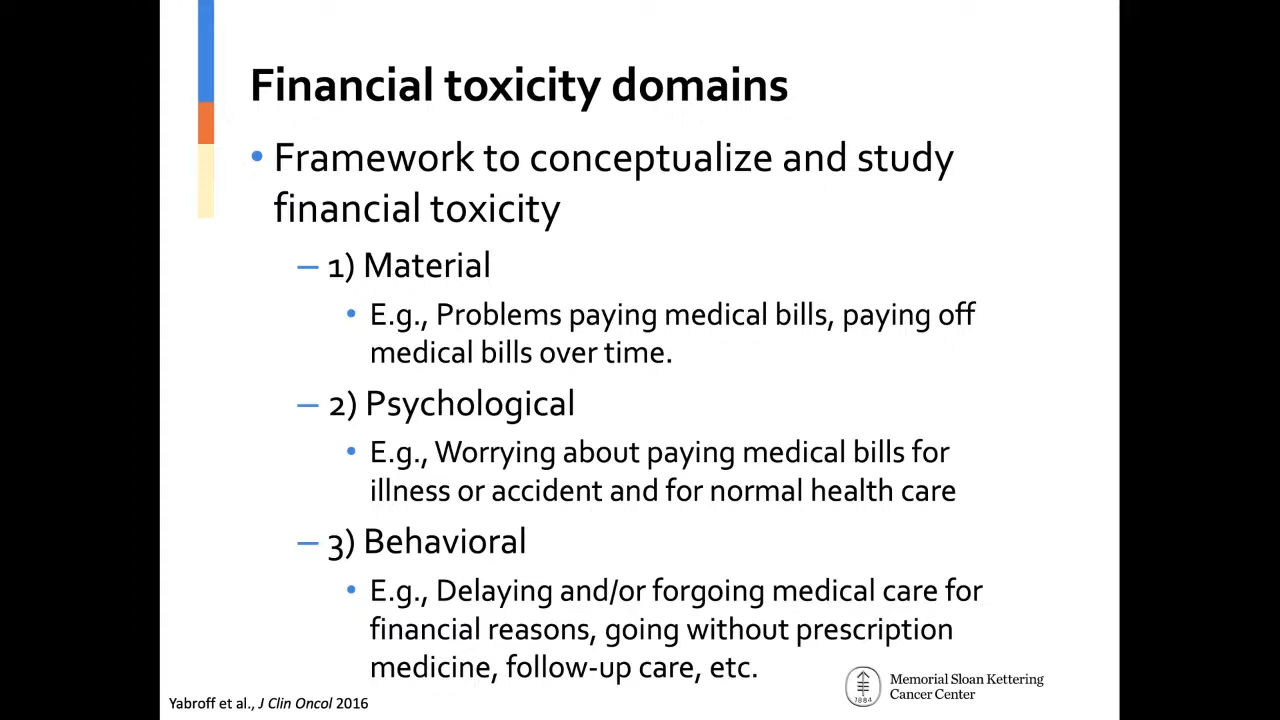 Financial toxicity domains
• Framework to conceptualize and study
financial toxicity
– 1) Material
• E.g., Problems paying medical bills, paying off
medical bills over time.
– 2) Psychological
• E.g., Worrying about paying medical bills for
illness or accident and for normal health care
– 3) Behavioral
• E.g., Delaying and/or forgoing medical care for
financial reasons, going without prescription
medicine, follow-up care, etc.
1884
Memorial Sloan Kettering
Cancer Center
Yabroff et al., J Clin Oncol 2016